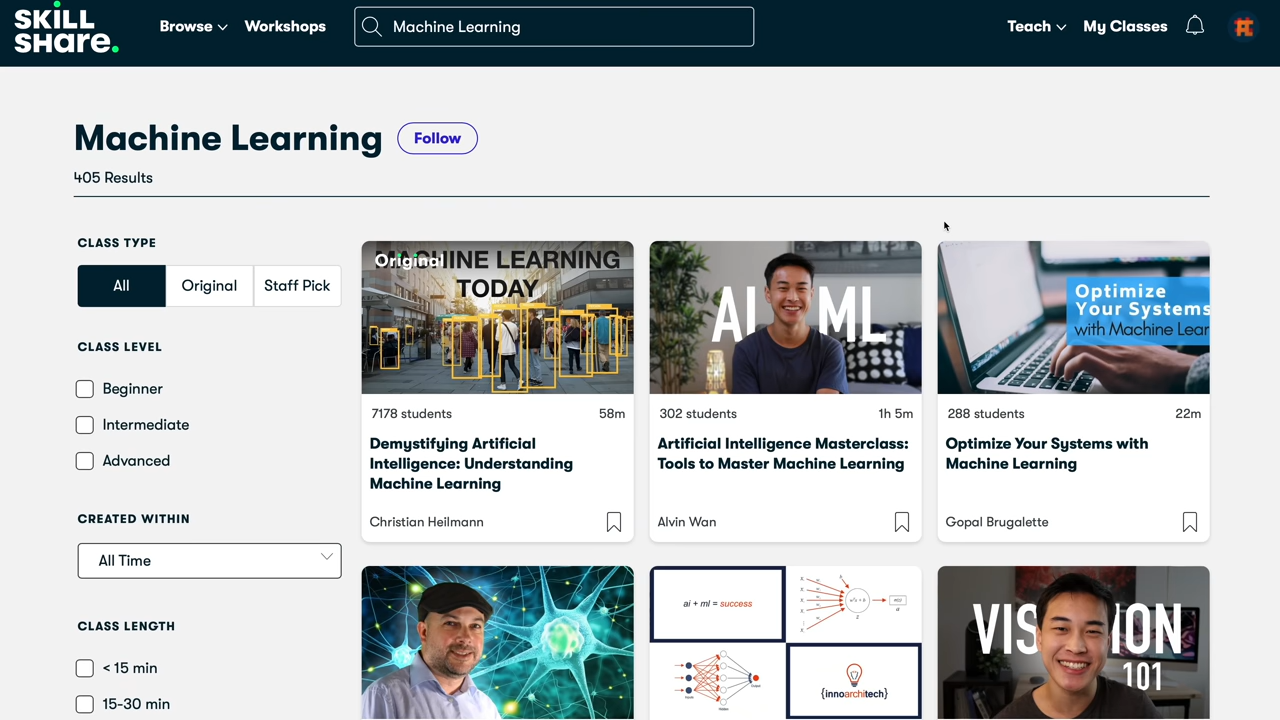 SKiLL
SHare.
Browse
Workshops
Machine Learning
Teach
My Classes
Machine Learning
Follow
405 Results
CLASS TYPE
All
Original
Staff Pick
CLASS LEVEL
Beginner
Intermediate
Advanced
CREATED WITHIN
All Time
CLASS LENGTH
< 15 min
15-30 min
Original
MACHINE LEARNING
TODAY
7178 students
58m
Demystifying Artificial
Intelligence: Understanding
Machine Learning
Christian Heilmann
AI ML
302 students
1h 5m
Artificial Intelligence Masterclass:
Tools to Master Machine Learning
Alvin Wan
Optimize
Your Systems
with Machine Lear
288 students
22m
Optimize Your Systems with
Machine Learning
Gopal Brugalette
ai + ml = success
{innoarchitech}
VISION
101